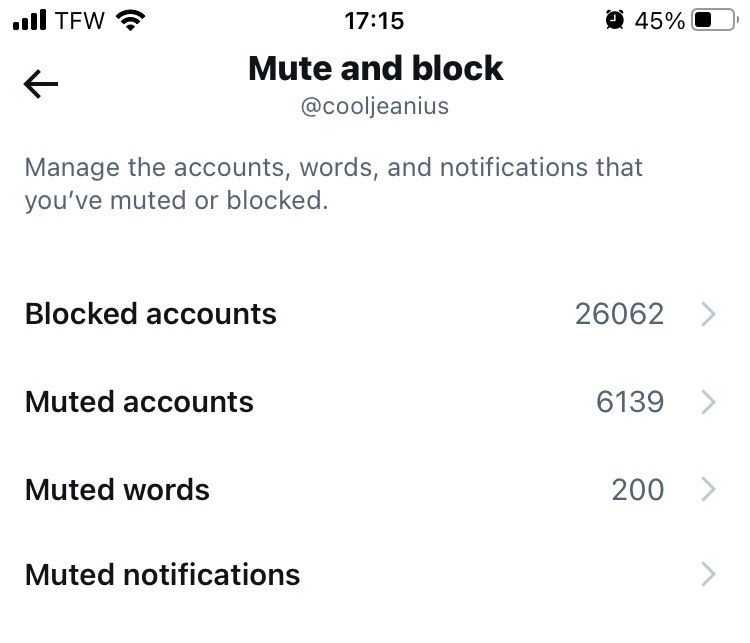 TFW 17:15 45%
Mute and block
@cooljeanius
Manage the accounts, words, and notifications that
you’ve muted or blocked.
Blocked accounts 26062
Muted accounts 6139
Muted words 200
Muted notifications